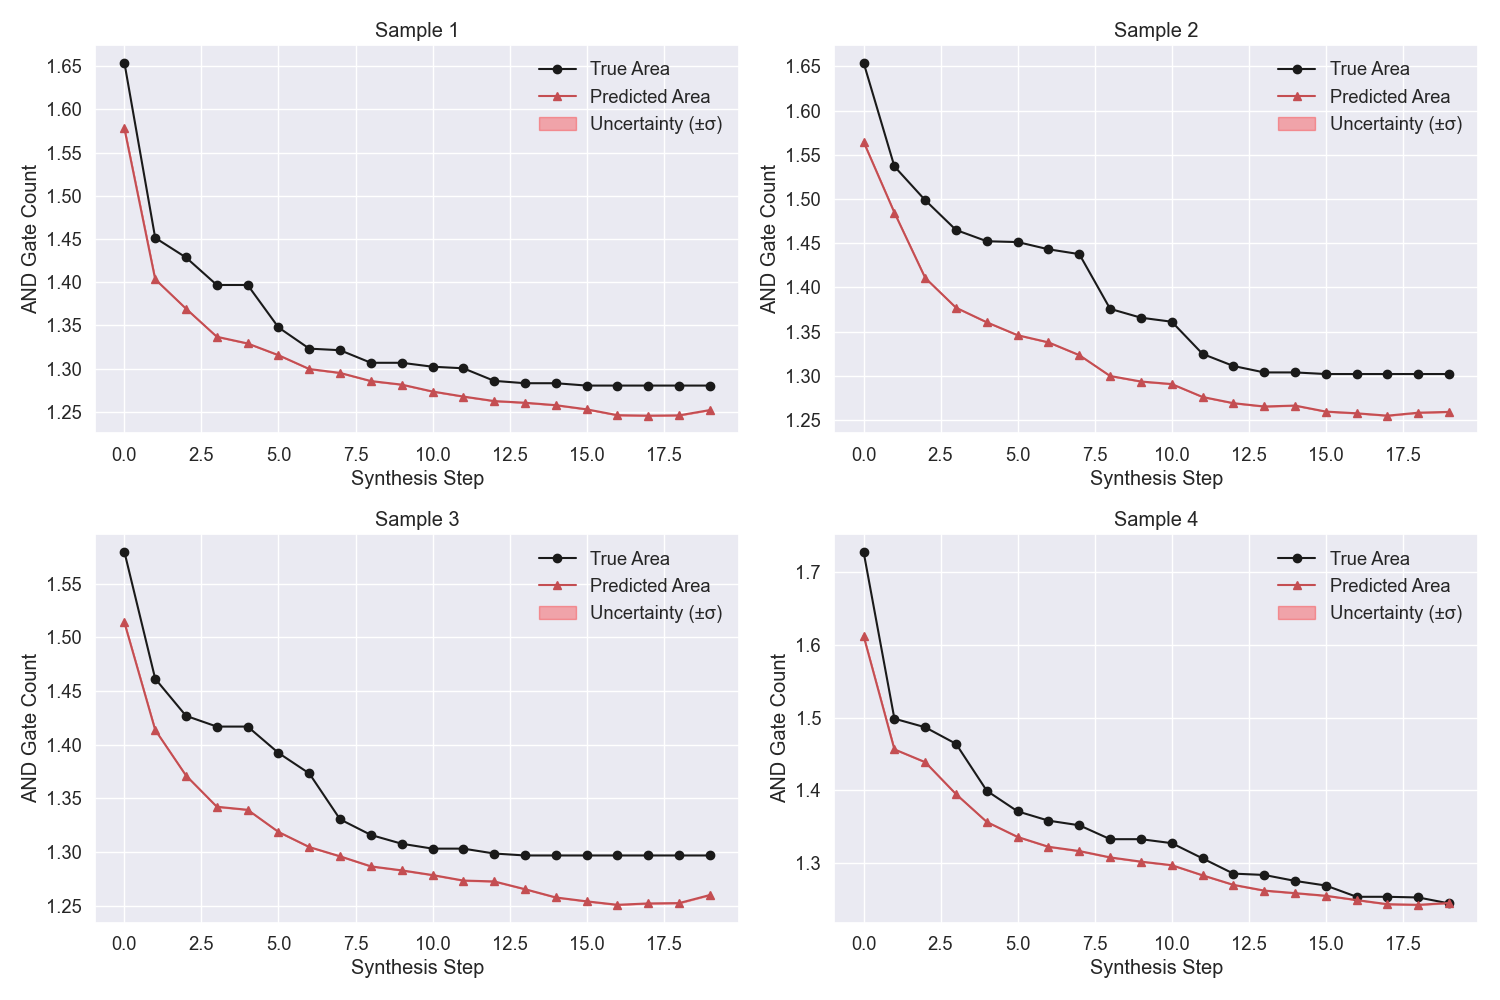 Sample 1
True Area
Predicted Area
Uncertainty (±σ)
AND Gate Count
1.65
1.60
1.55
1.50
1.45
1.40
1.35
1.30
1.25
0.0 2.5 5.0 7.5 10.0 12.5 15.0 17.5
Synthesis Step
Sample 2
True Area
Predicted Area
Uncertainty (±σ)
AND Gate Count
1.65
1.60
1.55
1.50
1.45
1.40
1.35
1.30
1.25
0.0 2.5 5.0 7.5 10.0 12.5 15.0 17.5
Synthesis Step
Sample 3
True Area
Predicted Area
Uncertainty (±σ)
AND Gate Count
1.55
1.50
1.45
1.40
1.35
1.30
1.25
0.0 2.5 5.0 7.5 10.0 12.5 15.0 17.5
Synthesis Step
Sample 4
True Area
Predicted Area
Uncertainty (±σ)
AND Gate Count
1.7
1.6
1.5
1.4
1.3
0.0 2.5 5.0 7.5 10.0 12.5 15.0 17.5
Synthesis Step